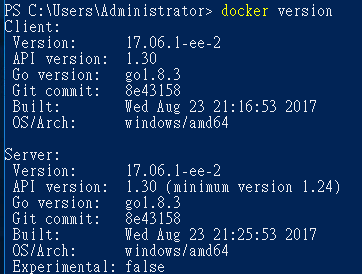 PS C:\Users\Administrator> docker version
Client:
 Version:      17.06.1-ee-2
 API version:  1.30
 Go version:   go1.8.3
 Git commit:   8e43158
 Built:        Wed Aug 23 21:16:53 2017
 OS/Arch:      windows/amd64

Server:
 Version:      17.06.1-ee-2
 API version:  1.30 (minimum version 1.24)
 Go version:   go1.8.3
 Git commit:   8e43158
 Built:        Wed Aug 23 21:25:53 2017
 OS/Arch:      windows/amd64
 Experimental: false